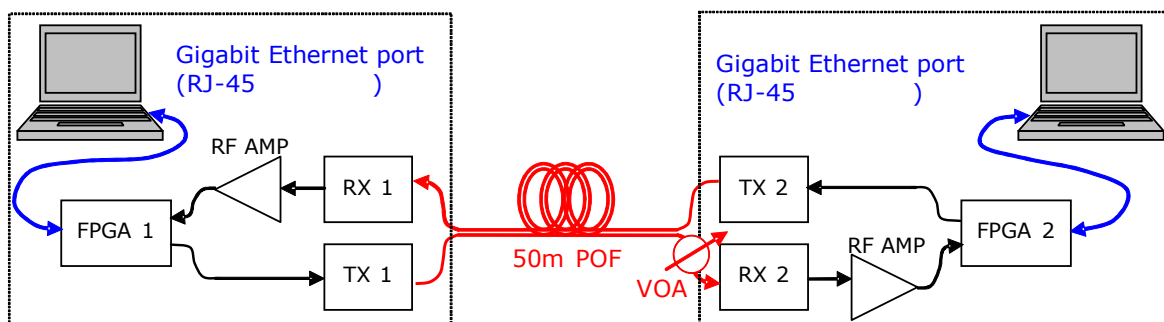 Gigabit Ethernet port
(RJ-45 )
Gigabit Ethernet port
(RJ-45 )
RF AMP
RX 1
TX 2
FPGA 1
FPGA 2
50m POF
RF AMP
TX 1
VOA
RX 2